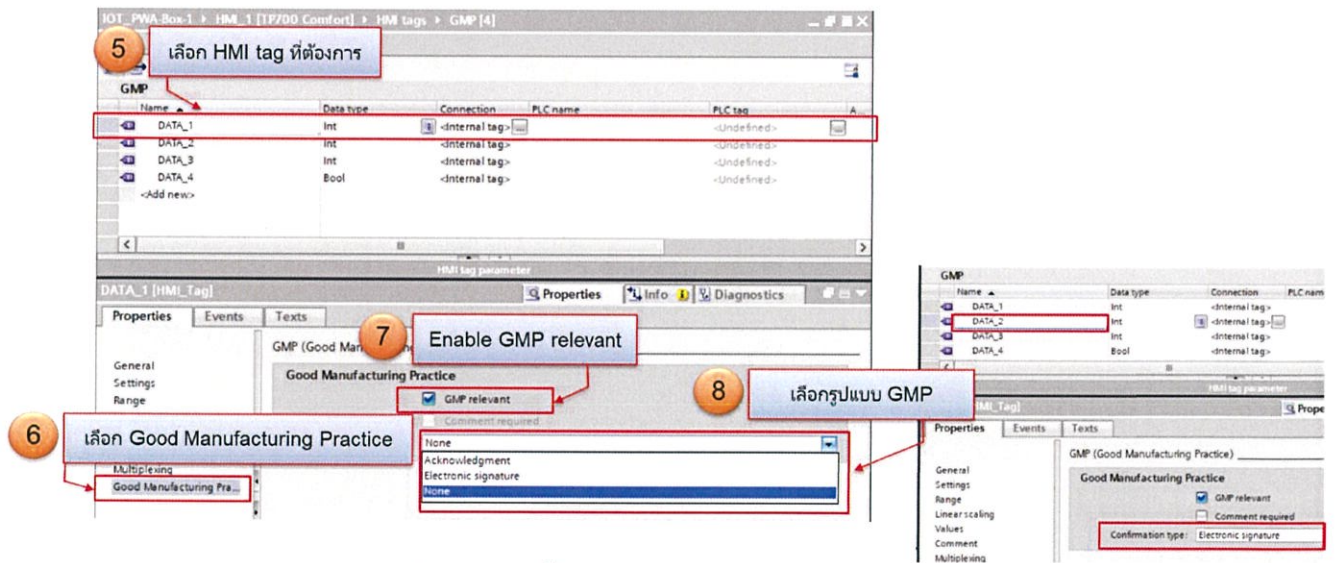 IOT_PWA-Box-1 ▸ HMI_1 [TP700 Comfort] ▸ HMI tags ▸ GMP [4]
5 เลือก HMI tag ที่ต้องการ
GMP
Name Data type Connection PLC name PLC tag A...
DATA_1 Int <Internal tag> <Undefined>
DATA_2 Int <Internal tag> <Undefined>
DATA_3 Int <Internal tag> <Undefined>
DATA_4 Bool <Internal tag> <Undefined>
<Add new>
HMI tag parameter
DATA_1 [HMI_Tag]
Properties Info Diagnostics
Properties Events Texts
7 Enable GMP relevant
GMP (Good Man
General
Settings
Range
Good Manufacturing Practice
GMP relevant
Comment required
6 เลือก Good Manufacturing Practice
Multiplexing
Good Manufacturing Pra...
None
Acknowledgment
Electronic signature
None
8 เลือกรูปแบบ GMP
GMP
Name Data type Connection PLC nam
DATA_1 Int <Internal tag>
DATA_2 Int <Internal tag>
DATA_3 Int <Internal tag>
DATA_4 Bool <Internal tag>
HMI tag parameter
HMI_Tag]
Prope
Properties Events Texts
GMP (Good Manufacturing Practice)
General
Settings
Range
Linear scaling
Values
Comment
Multiplexing
Good Manufacturing Practice
GMP relevant
Comment required
Confirmation type: Electronic signature